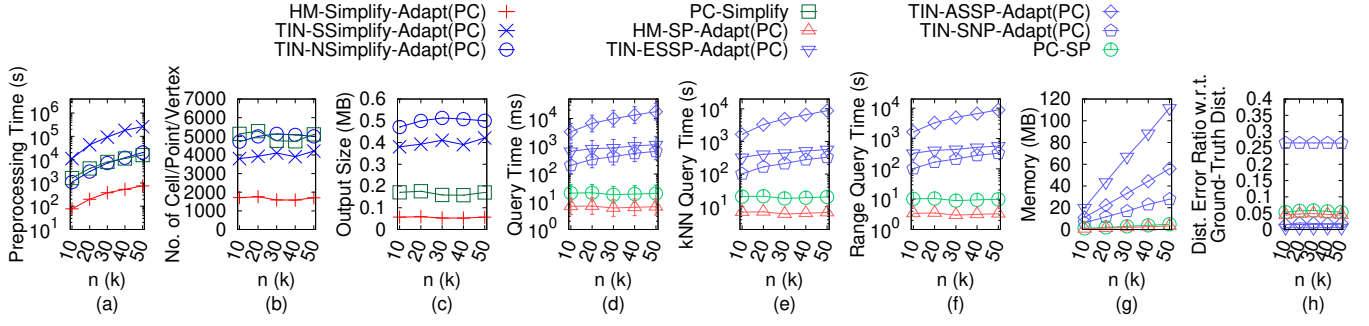 HM-Simplify-Adapt(PC)
TIN-SSimplify-Adapt(PC)
TIN-NSimplify-Adapt(PC)
PC-Simplify
HM-SP-Adapt(PC)
TIN-ESSP-Adapt(PC)
TIN-ASSP-Adapt(PC)
TIN-SNP-Adapt(PC)
PC-SP
Preprocessing Time (s)
10^6
10^5
10^4
10^3
10^2
10^1
10 20 30 40 50
n (k)
(a)
No. of Cell/Point/Vertex
7000
6000
5000
4000
3000
2000
1000
0
10 20 30 40 50
n (k)
(b)
Output Size (MB)
0.6
0.5
0.4
0.3
0.2
0.1
0
10 20 30 40 50
n (k)
(c)
Query Time (ms)
10^4
10^3
10^2
10^1
10^0
10 20 30 40 50
n (k)
(d)
kNN Query Time (s)
10^4
10^3
10^2
10^1
10 20 30 40 50
n (k)
(e)
Range Query Time (s)
10^4
10^3
10^2
10^1
10^0
10 20 30 40 50
n (k)
(f)
Memory (MB)
120
100
80
60
40
20
0
10 20 30 40 50
n (k)
(g)
Dist. Error Ratio w.r.t.
Ground-Truth Dist.
0.4
0.35
0.3
0.25
0.2
0.15
0.1
0.05
0
10 20 30 40 50
n (k)
(h)